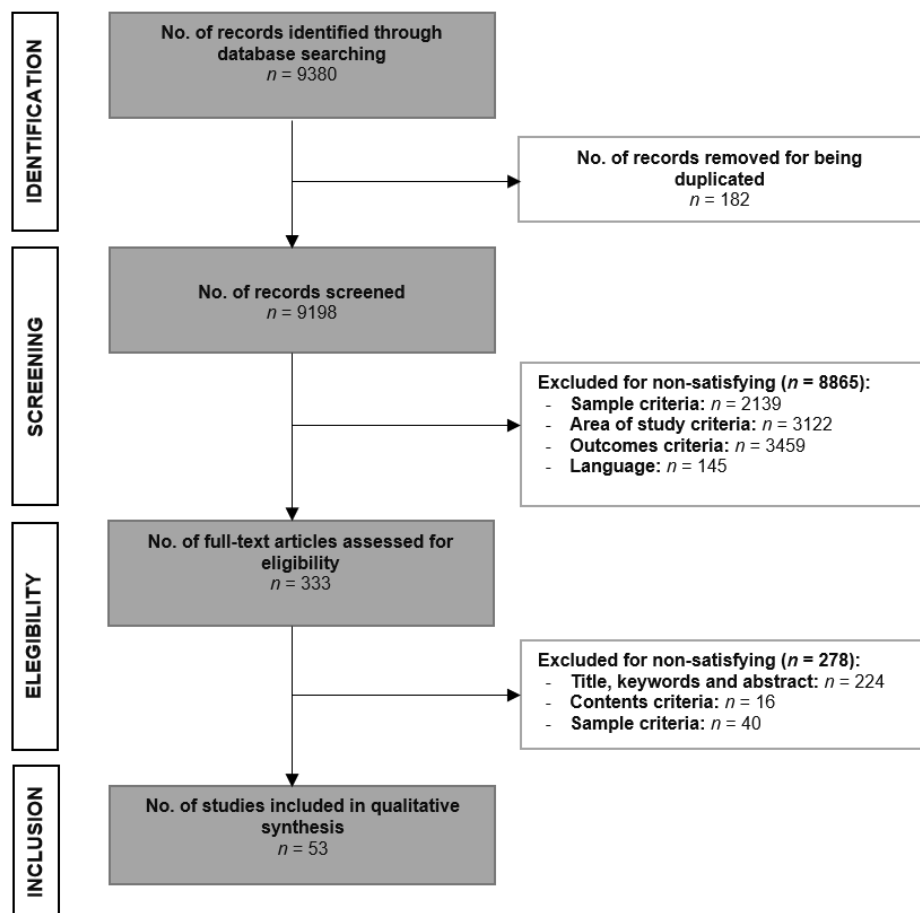 IDENTIFICATION
No. of records identified through
database searching
n = 9380
No. of records removed for being
duplicated
n = 182
SCREENING
No. of records screened
n = 9198
Excluded for non-satisfying (n = 8865):
- Sample criteria: n = 2139
- Area of study criteria: n = 3122
- Outcomes criteria: n = 3459
- Language: n = 145
ELEGIBILITY
No. of full-text articles assessed for
eligibility
n = 333
Excluded for non-satisfying (n = 278):
- Title, keywords and abstract: n = 224
- Contents criteria: n = 16
- Sample criteria: n = 40
INCLUSION
No. of studies included in qualitative
synthesis
n = 53